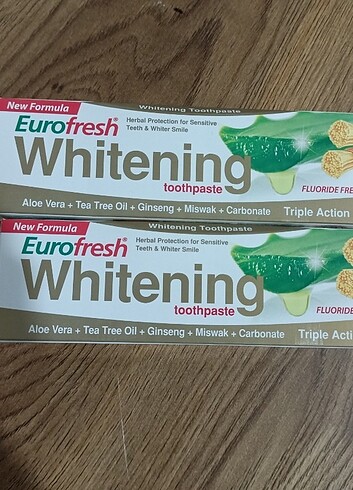 Whitening Toothpaste
New Formula
Eurofresh®
Herbal Protection for Sensitive
Teeth & Whiter Smile
Whitening
toothpaste
FLUORIDE FRE
Aloe Vera + Tea Tree Oil + Ginseng + Miswak + Carbonate Triple Action
Whitening Toothpaste
New Formula
Eurofresh®
Herbal Protection for Sensitive
Teeth & Whiter Smile
Whitening
toothpaste
FLUORIDE
Aloe Vera + Tea Tree Oil + Ginseng + Miswak + Carbonate Triple Actio